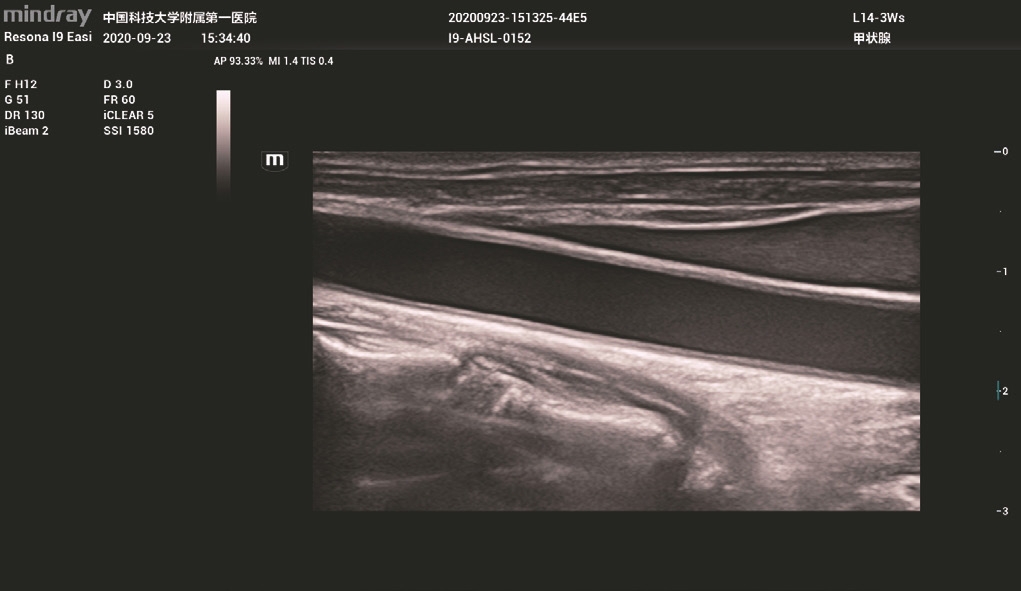 mindray 中国科技大学附属第一医院 20200923-151325-44E5 L14-3Ws
Resona I9 Easi 2020-09-23 15:34:40 I9-AHSL-0152 甲状腺
B AP 93.33% MI 1.4 TIS 0.4
F H12 D 3.0
G 51 FR 60
DR 130 iCLEAR 5
iBeam 2 SSI 1580
m
0
1
2
3